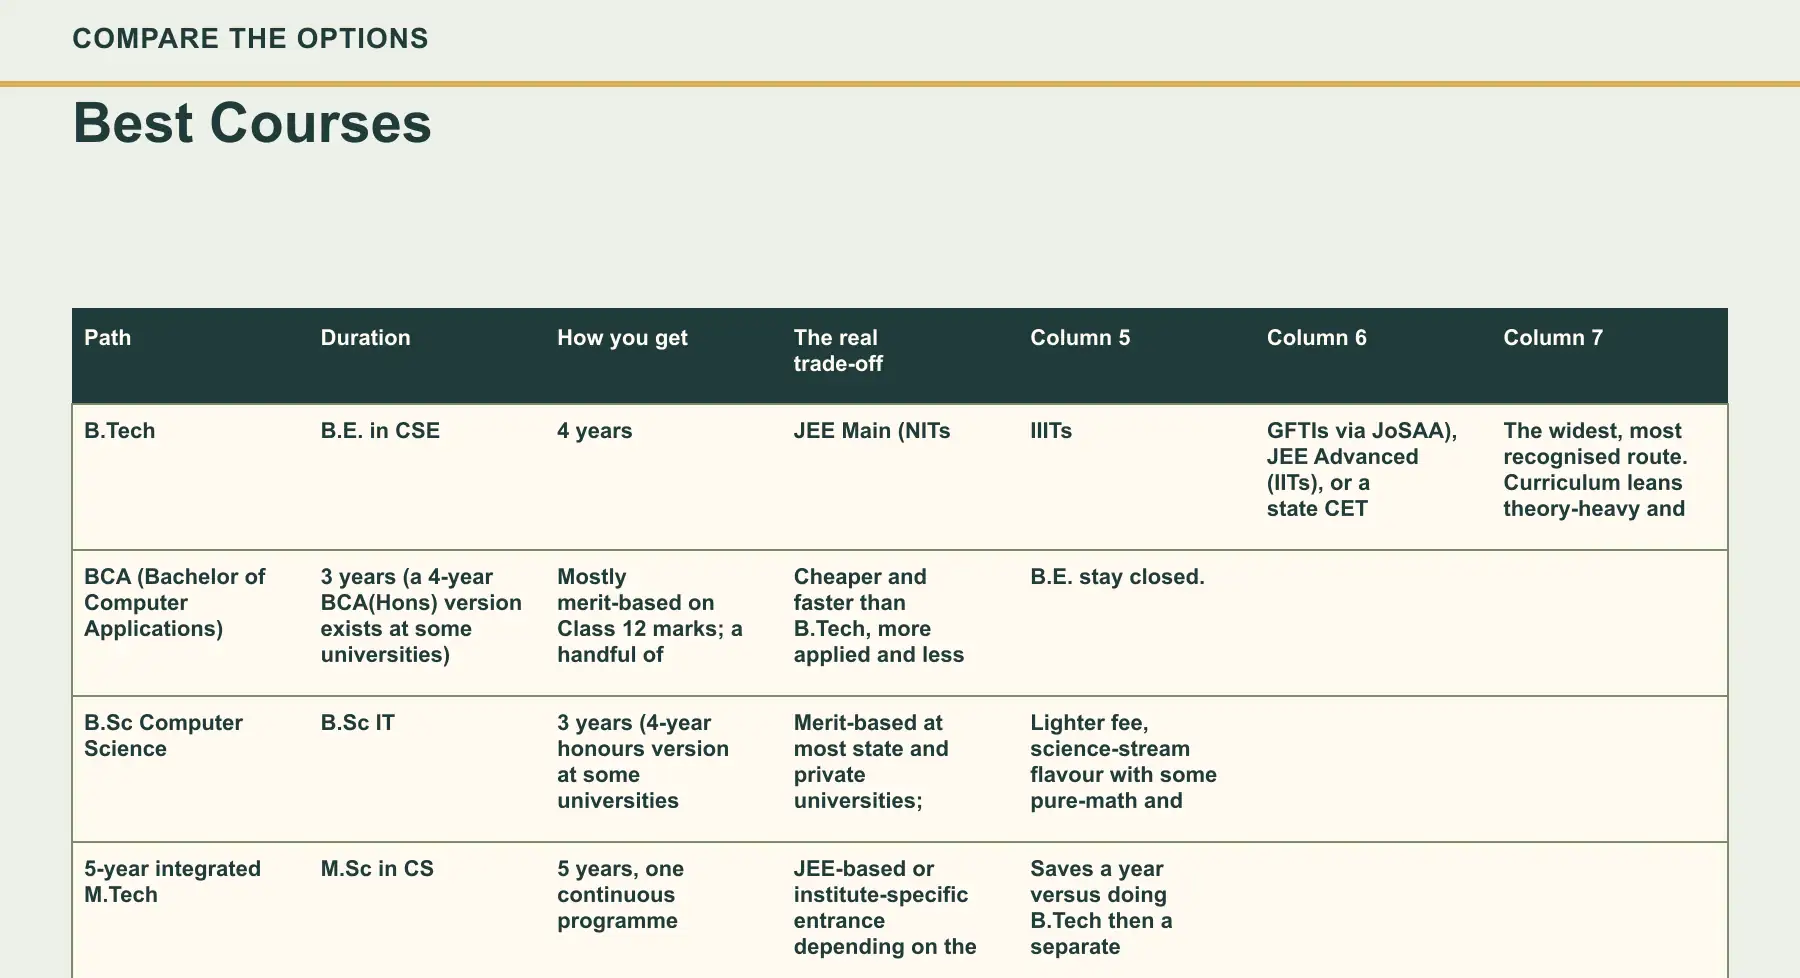 COMPARE THE OPTIONS
Best Courses
Path Duration How you get The real Column 5 Column 6 Column 7
trade-off
B.Tech B.E. in CSE 4 years JEE Main (NITs IIITs GFTIs via JoSAA), The widest, most
JEE Advanced recognised route.
(IITs), or a Curriculum leans
state CET theory-heavy and
BCA (Bachelor of 3 years (a 4-year Mostly Cheaper and B.E. stay closed.
Computer BCA(Hons) version merit-based on faster than
Applications) exists at some Class 12 marks; a B.Tech, more
universities) handful of applied and less
B.Sc Computer B.Sc IT 3 years (4-year Merit-based at Lighter fee,
Science honours version most state and science-stream
at some private flavour with some
universities universities; pure-math and
5-year integrated M.Sc in CS 5 years, one JEE-based or Saves a year
M.Tech continuous institute-specific versus doing
programme entrance B.Tech then a
depending on the separate